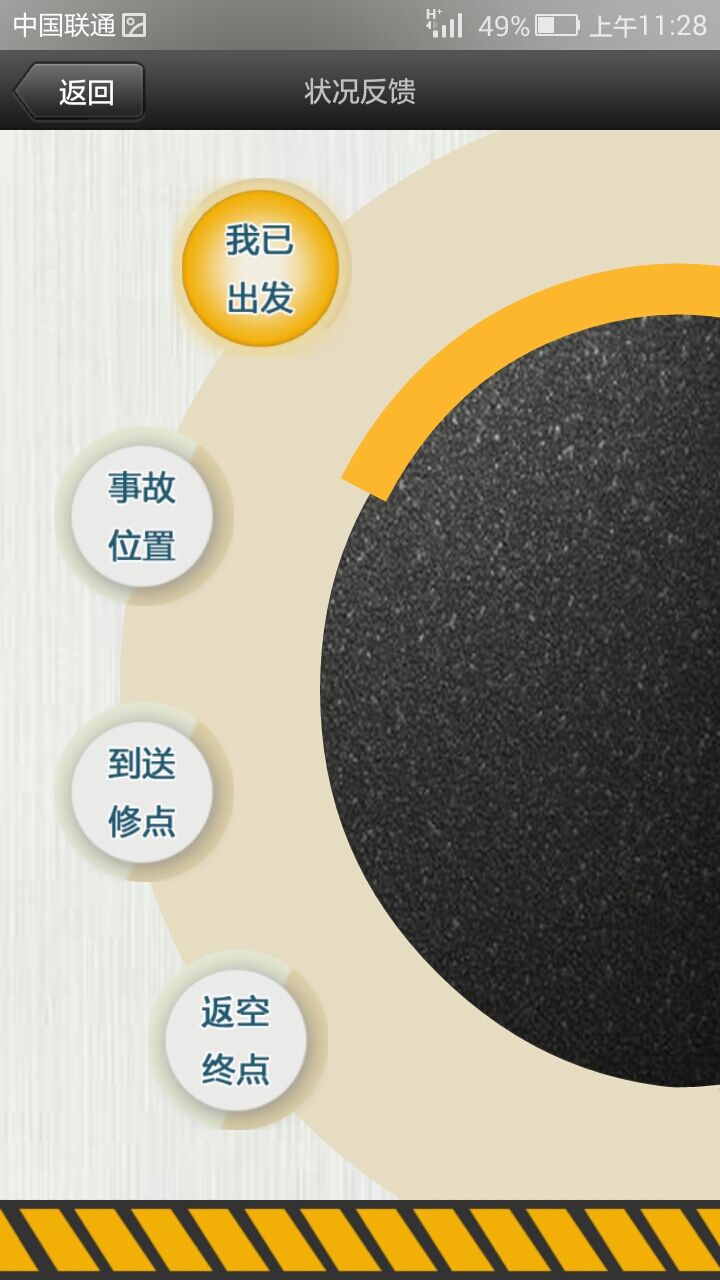 中国联通 H+ 49% 上午11:28
返回 状况反馈
我已
出发
事故
位置
到送
修点
返空
终点